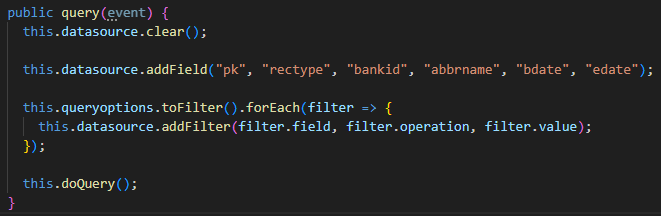 public query(event) {
this.datasource.clear();
this.datasource.addField("pk", "rectype", "bankid", "abbrname", "bdate", "edate");
this.queryoptions.toFilter().forEach(filter => {
this.datasource.addFilter(filter.field, filter.operation, filter.value);
});
this.doQuery();
}